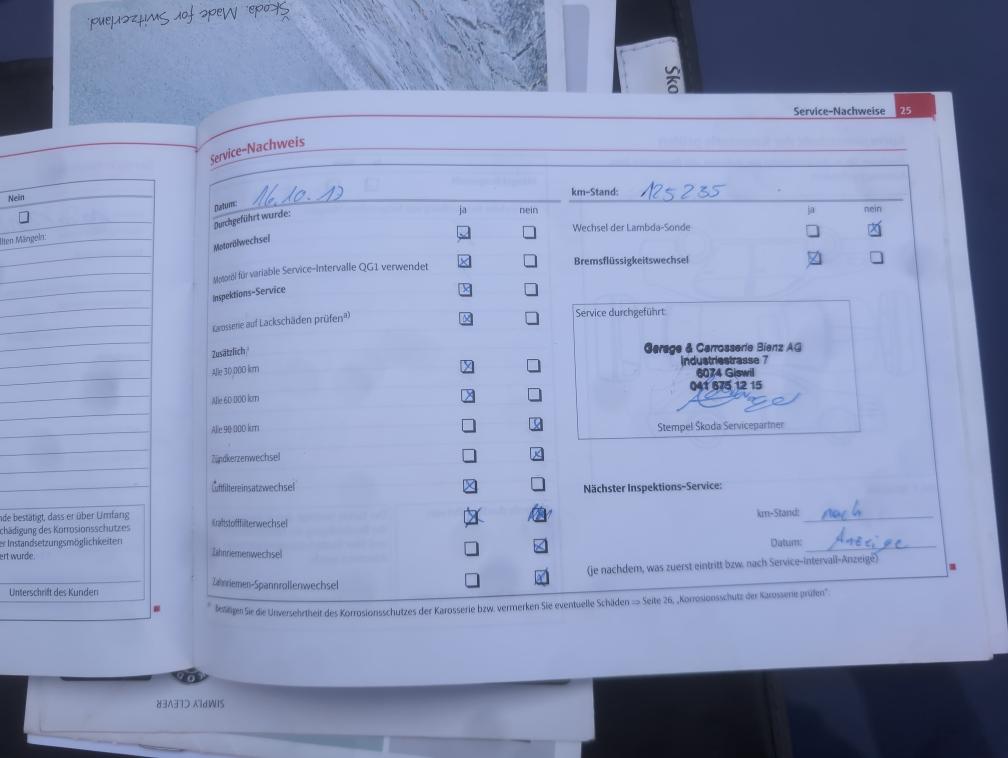 Škoda. Made for Switzerland.
Ško
Service-Nachweise 25
Nein
llten Mängeln:
nde bestätigt, dass er über Umfang
chädigung des Korrosionsschutzes
er Instandsetzungsmöglichkeiten
ert wurde.
Unterschrift des Kunden
Service-Nachweis
Datum: 16.10.17
Durchgeführt wurde: ja nein
Motorölwechsel
Motoröl für variable Service-Intervalle QG1 verwendet
Inspektions-Service
Karosserie auf Lackschäden prüfen a)
Zusätzlich:
Alle 30 000 km
Alle 60 000 km
Alle 90 000 km
Zündkerzenwechsel
Luftfiltereinsatzwechsel
Kraftstofffilterwechsel
Zahnriemenwechsel
Zahnriemen-Spannrollenwechsel
km-Stand: 125235
ja nein
Wechsel der Lambda-Sonde
Bremsflüssigkeitswechsel
Service durchgeführt:
Garage & Carrosserie Bienz AG
Industriestrasse 7
6074 Giswil
041 675 12 15
Stempel Škoda Servicepartner
Nächster Inspektions-Service:
km-Stand: nach
Datum: Anzeige
(je nachdem, was zuerst eintritt bzw. nach Service-Intervall-Anzeige)
a) Bestätigen Sie die Unversehrtheit des Korrosionsschutzes der Karosserie bzw. vermerken Sie eventuelle Schäden ⇒ Seite 26, „Korrosionsschutz der Karosserie prüfen“.
SIMPLY CLEVER